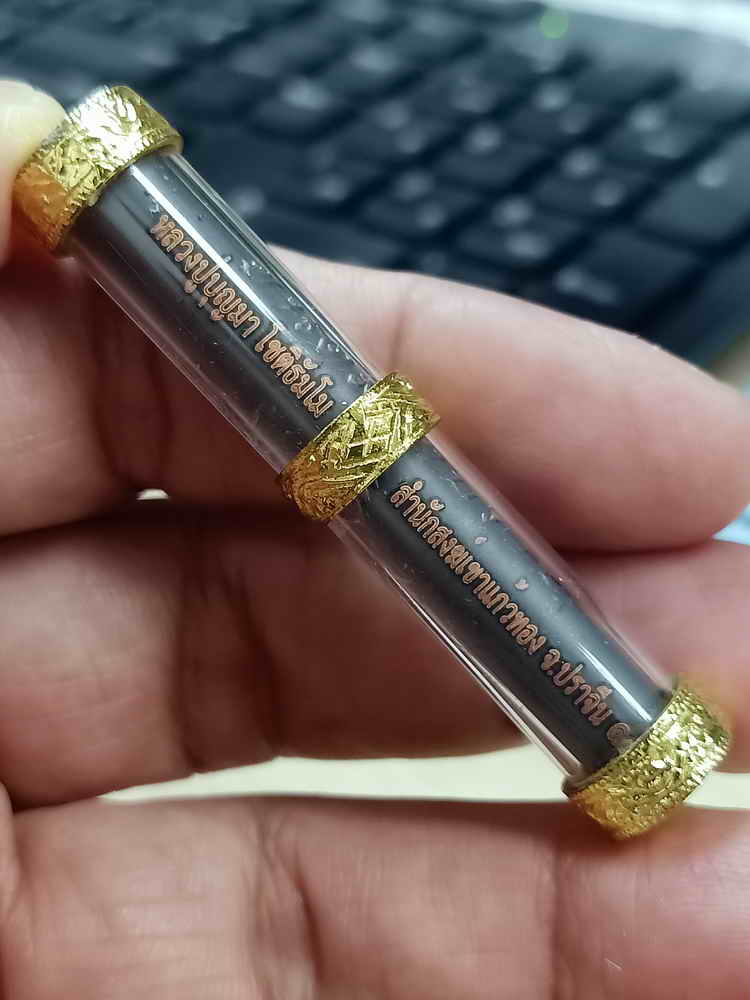 หลวงปู่บุญมา โชติธัมโม
สำนักสงฆ์เขาแก้วทอง จ.ปราจีน